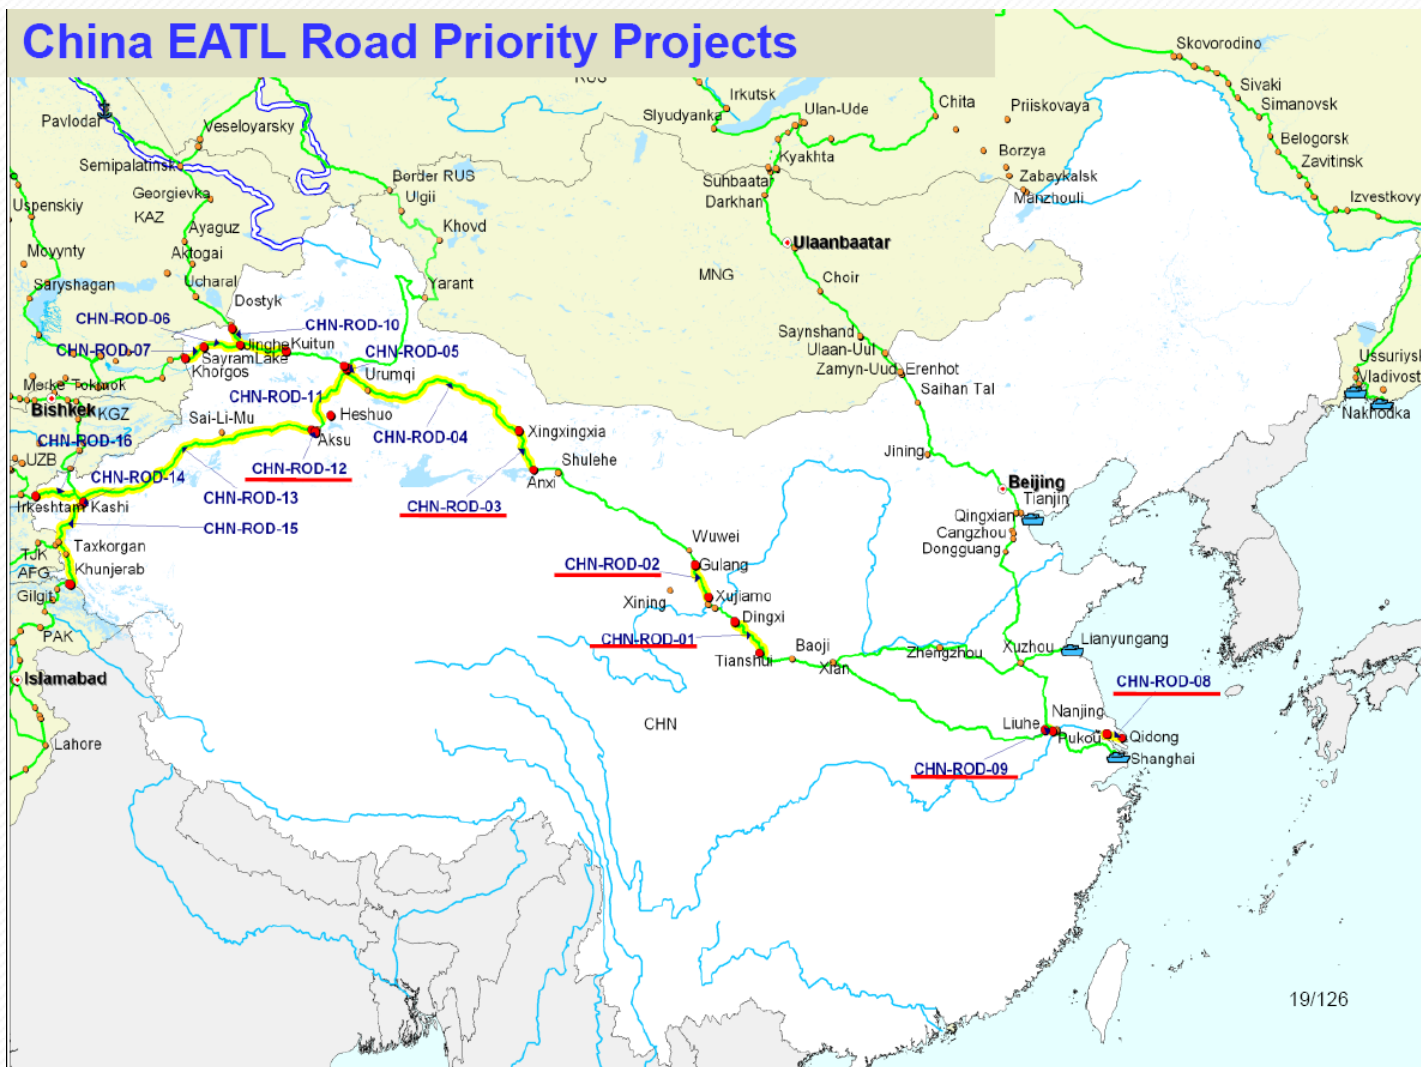 China EATL Road Priority Projects
RUS
Skovorodino
Sivaki
Simanovsk
Belogorsk
Zavitinsk
Izvestkovy
Irkutsk
Slyudyanka
Ulan-Ude
Chita
Priiskovaya
Borzya
Zabaykalsk
Manzhouli
Kyakhta
Suhbaatar
Darkhan
Pavlodar
Veseloyarsky
Semipalatinsk
Georgievka
KAZ
Uspenskiy
Ayaguz
Aktogai
Moyynty
Saryshagan
Ucharal
Dostyk
Border RUS
Ulgii
Khovd
Yarant
Ulaanbaatar
MNG
Choir
Saynshand
Ulaan-Uul
Zamyn-Uud
Erenhot
Saihan Tal
Jining
Beijing
Tianjin
Qingxian
Cangzhou
Dongguang
Ussuriysk
Vladivost
Nakhodka
CHN-ROD-06
CHN-ROD-10
CHN-ROD-07
Jinghe
Kuitun
SayramLake
Khorgos
CHN-ROD-05
Urumqi
Merke
Tokmok
Bishkek
KGZ
CHN-ROD-11
Sai-Li-Mu
Heshuo
Aksu
CHN-ROD-04
Xingxingxia
CHN-ROD-16
UZB
CHN-ROD-12
CHN-ROD-14
CHN-ROD-13
Shulehe
Anxi
CHN-ROD-03
Irkeshtam
Kashi
CHN-ROD-15
Taxkorgan
TJK
Khunjerab
AFG
Gilgit
PAK
Islamabad
Lahore
Wuwei
CHN-ROD-02
Gulang
Xining
Xujiamo
Dingxi
CHN-ROD-01
Tianshui
Baoji
Xian
Zhengzhou
Xuzhou
Lianyungang
CHN-ROD-08
CHN
Liuhe
Nanjing
Pukou
Qidong
Shanghai
CHN-ROD-09
19/126